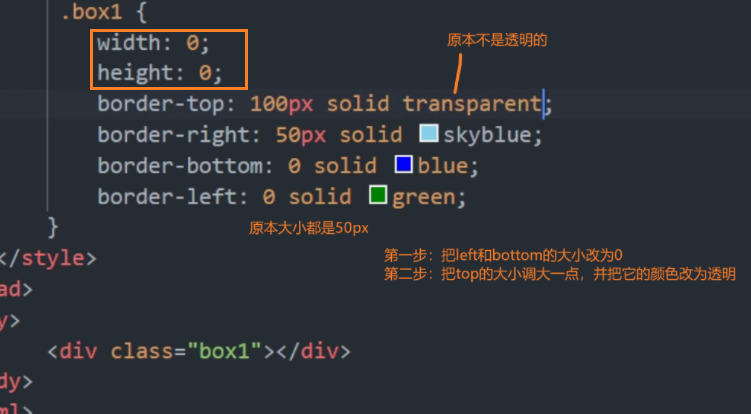 .box1 {
width: 0;
height: 0;
原本不是透明的
border-top: 100px solid transparent;
border-right: 50px solid skyblue;
border-bottom: 0 solid blue;
border-left: 0 solid green;
}
原本大小都是50px
</style>
第一步：把left和bottom的大小改为0
第二步：把top的大小调大一点，并把它的颜色改为透明
ad>
y>
<div class="box1"></div>
dy>
ml>